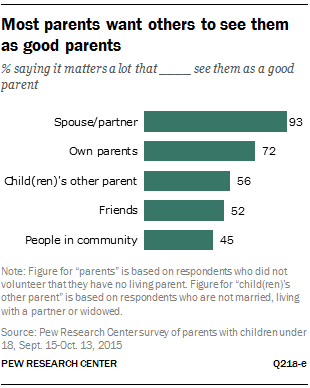 Most parents want others to see them
as good parents
% saying it matters a lot that ____ see them as a good
parent
Spouse/partner 93
Own parents 72
Child(ren)'s other parent 56
Friends 52
People in community 45
Note: Figure for "parents" is based on respondents who did not
volunteer that they have no living parent. Figure for "child(ren)'s
other parent" is based on respondents who are not married, living
with a partner or widowed.
Source: Pew Research Center survey of parents with children under
18, Sept. 15-Oct. 13, 2015
PEW RESEARCH CENTER Q21a-e